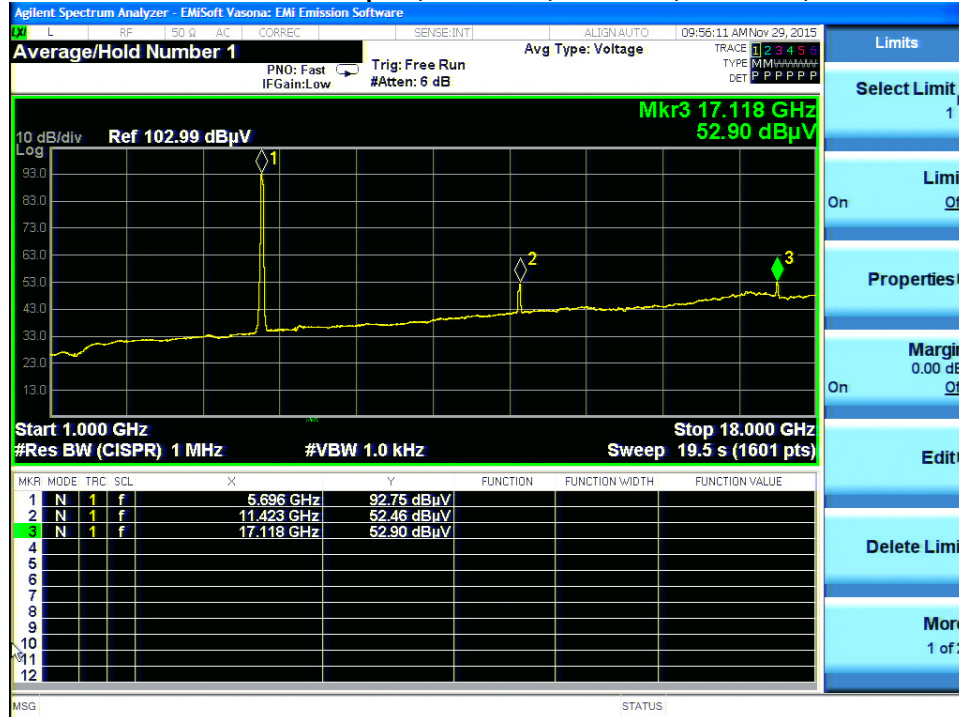 Agilent Spectrum Analyzer - EMiSoft Vasona: EMi Emission Software
LXI L RF 50 Ω AC CORREC SENSE:INT ALIGN AUTO 09:56:11 AM Nov 29, 2015
Average/Hold Number 1
PNO: Fast
IFGain:Low
Trig: Free Run
#Atten: 6 dB
Avg Type: Voltage
TRACE 1 2 3 4 5 6
TYPE MMWWWW
DET P P P P P P
Mkr3 17.118 GHz
52.90 dBµV
10 dB/div Ref 102.99 dBµV
Log
93.0
83.0
73.0
63.0
53.0
43.0
33.0
23.0
13.0
1
2
3
Start 1.000 GHz Stop 18.000 GHz
#Res BW (CISPR) 1 MHz #VBW 1.0 kHz Sweep 19.5 s (1601 pts)
MKR MODE TRC SCL X Y FUNCTION FUNCTION WIDTH FUNCTION VALUE
1 N 1 f 5.696 GHz 92.75 dBµV
2 N 1 f 11.423 GHz 52.46 dBµV
3 N 1 f 17.118 GHz 52.90 dBµV
4
5
6
7
8
9
10
11
12
MSG STATUS
Limits
Select Limit
1
Limi
On Of
Properties
Margin
0.00 dB
On Of
Edit
Delete Limi
More
1 of 2